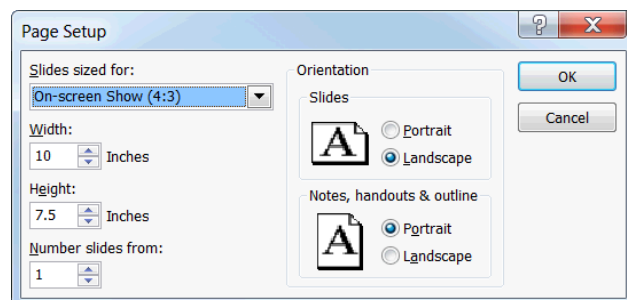 Page Setup
Slides sized for:
On-screen Show (4:3)
Width:
10 Inches
Height:
7.5 Inches
Number slides from:
1
Orientation
Slides
A
Portrait
Landscape
Notes, handouts & outline
A
Portrait
Landscape
?
X
OK
Cancel